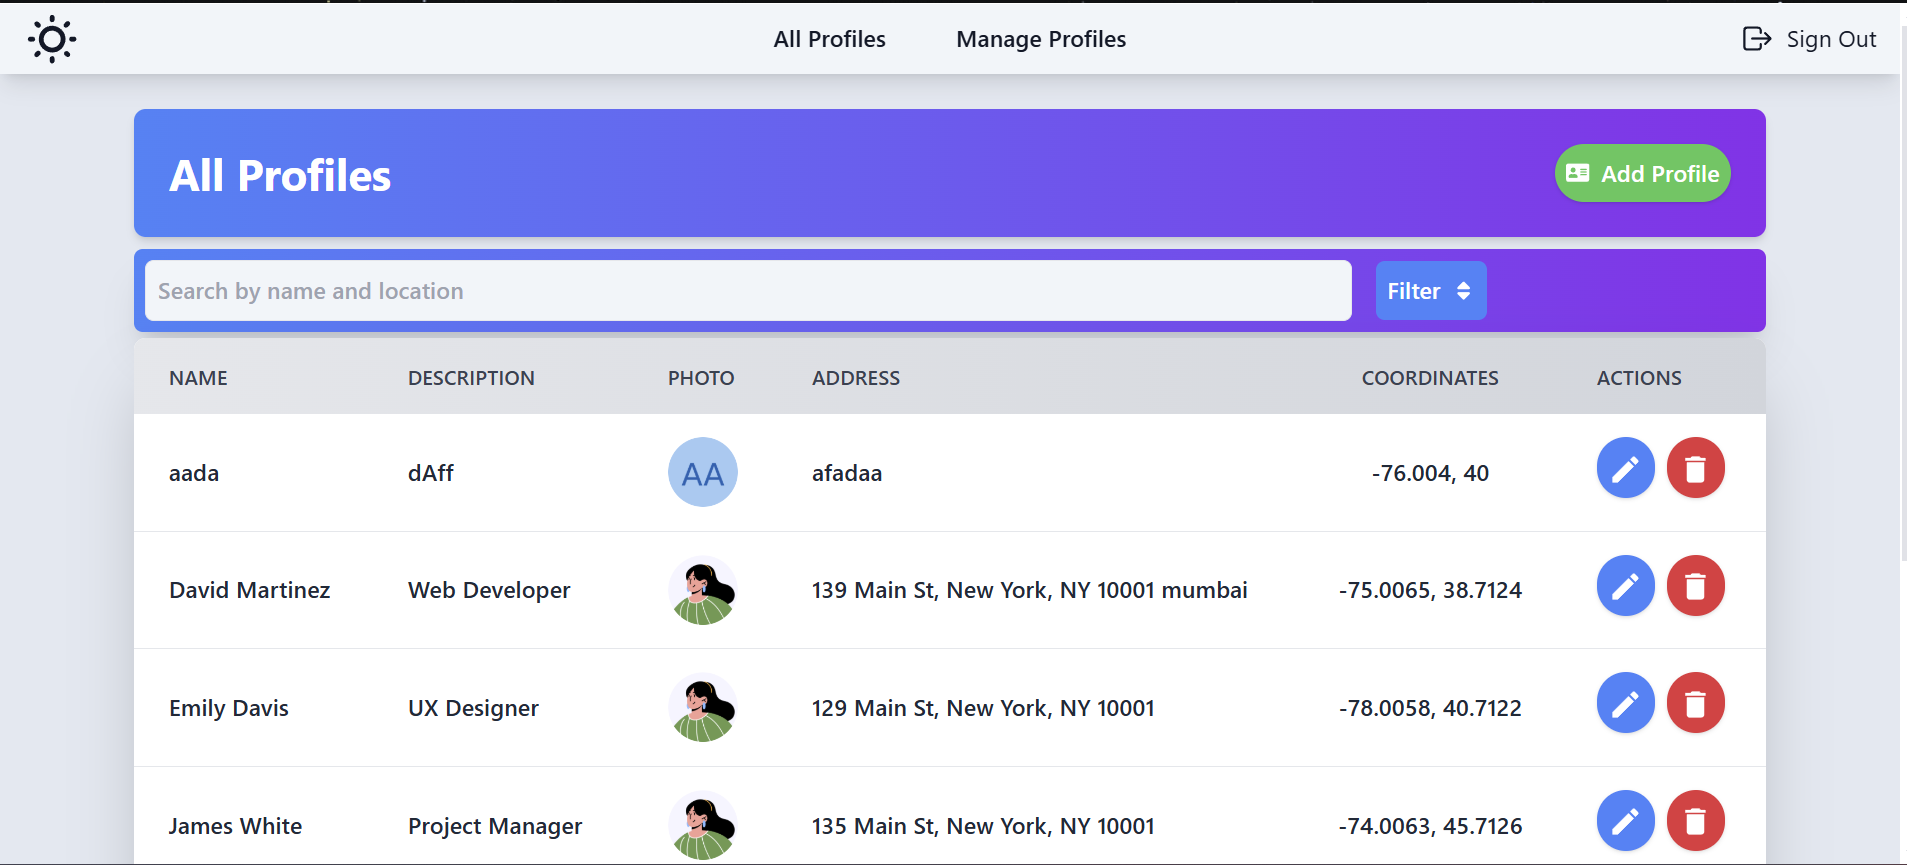 All Profiles Manage Profiles Sign Out
All Profiles Add Profile
Search by name and location Filter
NAME DESCRIPTION PHOTO ADDRESS COORDINATES ACTIONS
aada dAff AA afadaa -76.004, 40
David Martinez Web Developer 139 Main St, New York, NY 10001 mumbai -75.0065, 38.7124
Emily Davis UX Designer 129 Main St, New York, NY 10001 -78.0058, 40.7122
James White Project Manager 135 Main St, New York, NY 10001 -74.0063, 45.7126